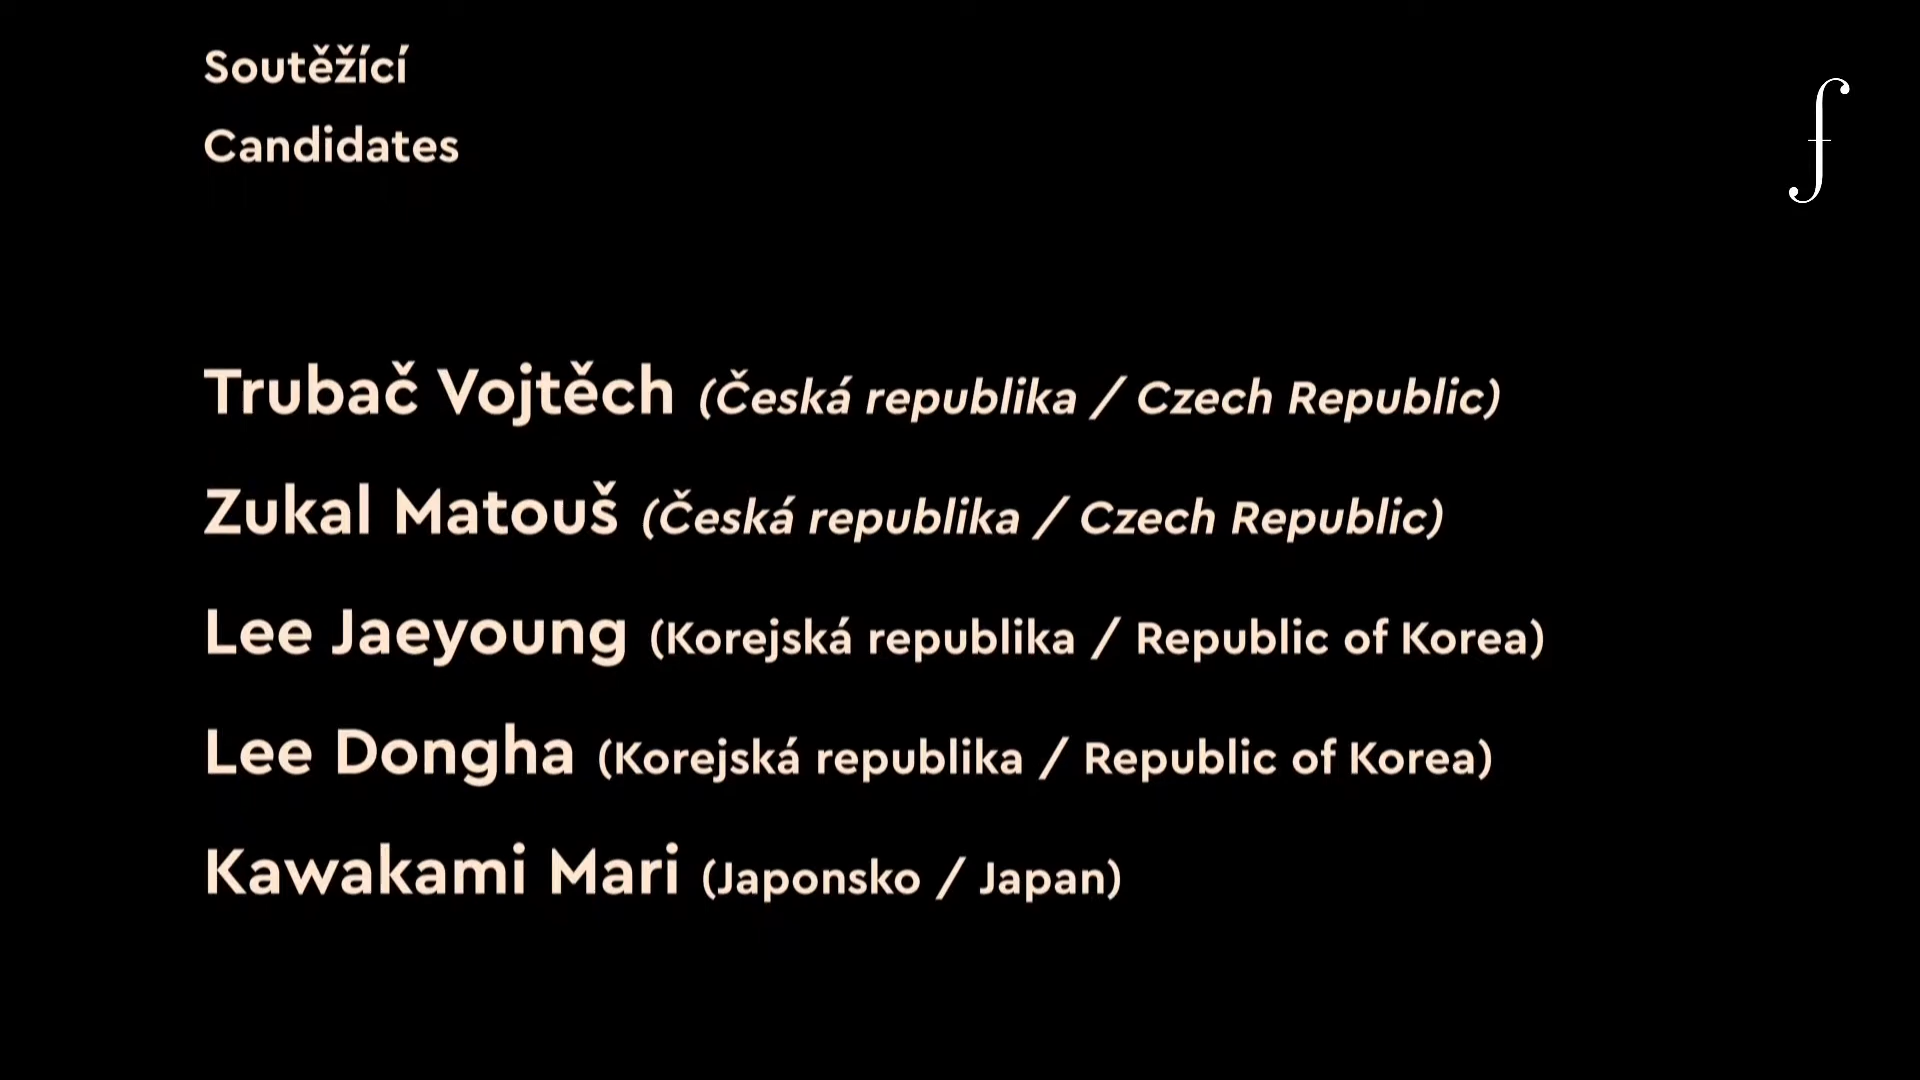 Soutěžící
Candidates
Trubač Vojtěch (Česká republika / Czech Republic)
Zukal Matouš (Česká republika / Czech Republic)
Lee Jaeyoung (Korejská republika / Republic of Korea)
Lee Dongha (Korejská republika / Republic of Korea)
Kawakami Mari (Japonsko / Japan)